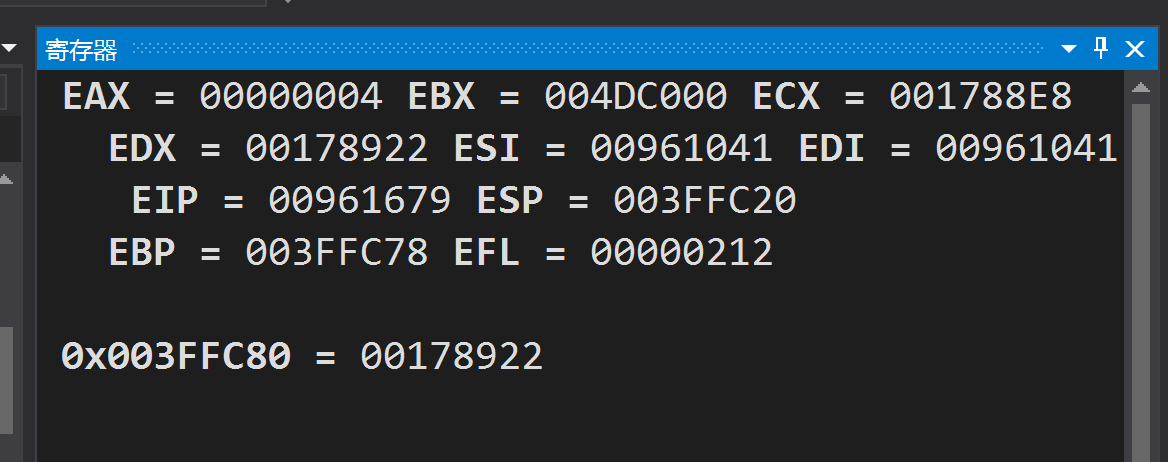 寄存器
EAX = 00000004 EBX = 004DC000 ECX = 001788E8
EDX = 00178922 ESI = 00961041 EDI = 00961041
EIP = 00961679 ESP = 003FFC20
EBP = 003FFC78 EFL = 00000212
0x003FFC80 = 00178922